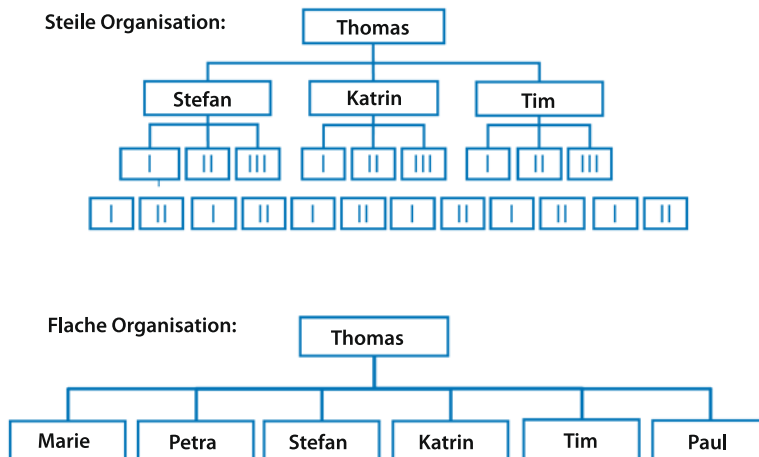 Steile Organisation:
Thomas
Stefan Katrin Tim
I II III I II III I II III
I II I II I II I II I II I II
Flache Organisation:
Thomas
Marie Petra Stefan Katrin Tim Paul